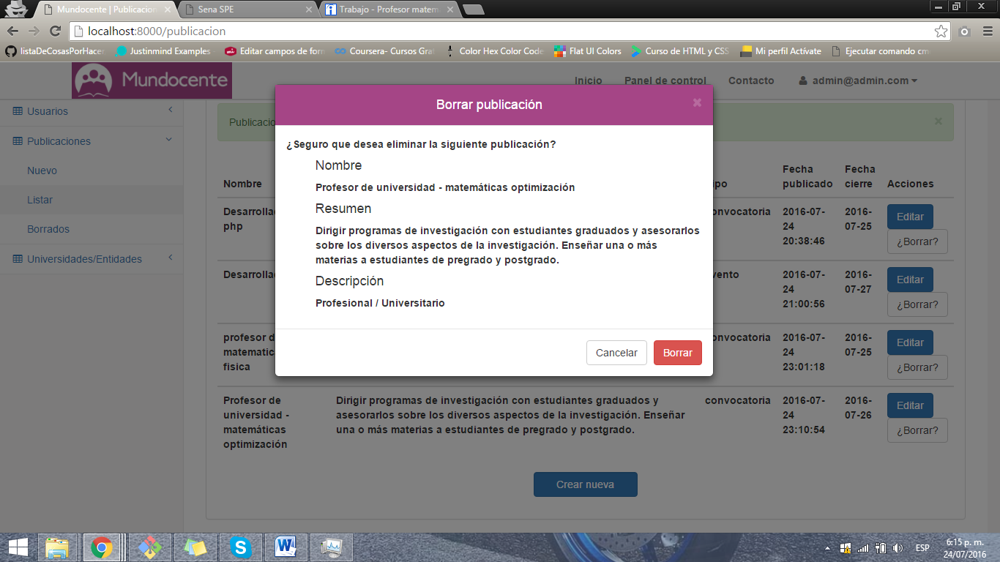 Mundocente | Publicacion
Sena SPE
Trabajo - Profesor matem
localhost:8000/publicacion
listaDeCosasPorHacer
Justinmind Examples
Editar campos de form
Coursera- Cursos Grat
Color Hex Color Code
Flat UI Colors
Curso de HTML y CSS
Mi perfil Actívate
Ejecutar comando cm
Mundocente
Inicio
Panel de control
Contacto
admin@admin.com
Usuarios
Publicaciones
Nuevo
Listar
Borrados
Universidades/Entidades
Borrar publicación
¿Seguro que desea eliminar la siguiente publicación?
Nombre
Profesor de universidad - matemáticas optimización
Resumen
Dirigir programas de investigación con estudiantes graduados y asesorarlos
sobre los diversos aspectos de la investigación. Enseñar una o más
materias a estudiantes de pregrado y postgrado.
Descripción
Profesional / Universitario
Cancelar
Borrar
Publicacio
Nombre
ipo
Fecha
publicado
Fecha
cierre
Acciones
Desarrolla
php
onvocatoria
2016-07-
24
20:38:46
2016-
07-25
Editar
¿Borrar?
Desarrolla
vento
2016-07-
24
21:00:56
2016-
07-27
Editar
¿Borrar?
profesor d
matematica
fisica
onvocatoria
2016-07-
24
23:01:18
2016-
07-25
Editar
¿Borrar?
Profesor de
universidad -
matemáticas
optimización
Dirigir programas de investigación con estudiantes graduados y
asesorarlos sobre los diversos aspectos de la investigación. Enseñar
una o más materias a estudiantes de pregrado y postgrado.
convocatoria
2016-07-
24
23:10:54
2016-
07-26
Editar
¿Borrar?
Crear nueva
ESP
6:15 p. m.
24/07/2016